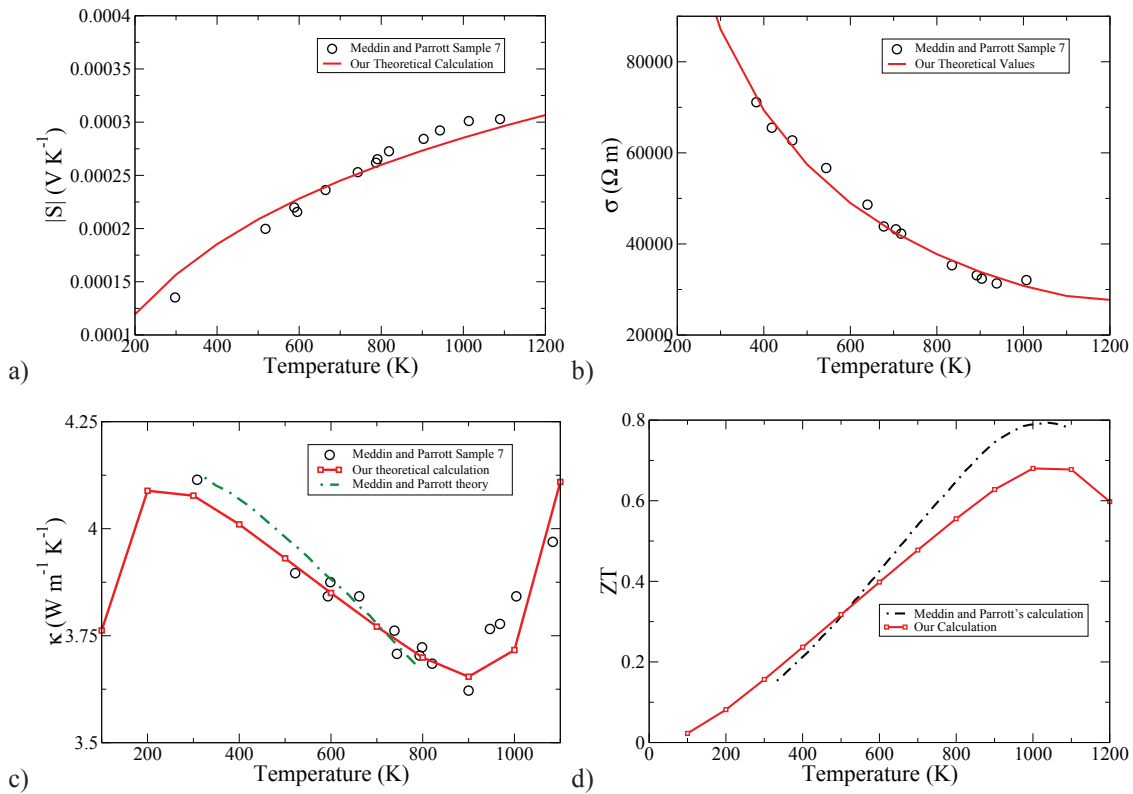 0.0004
0.00035
0.0003
0.00025
0.0002
0.00015
0.0001
|S| (V K⁻¹)
Meddin and Parrott Sample 7
Our Theoretical Calculation
200 400 600 800 1000 1200
Temperature (K)
a)
80000
60000
40000
20000
σ (Ω m)
Meddin and Parrott Sample 7
Our Theoretical Values
200 400 600 800 1000 1200
Temperature (K)
b)
4.25
4
3.75
3.5
κ (W m⁻¹ K⁻¹)
Meddin and Parrott Sample 7
Our theoretical calculation
Meddin and Parrott theory
200 400 600 800 1000
Temperature (K)
c)
0.8
0.6
0.4
0.2
0
ZT
Meddin and Parrott's calculation
Our Calculation
0 200 400 600 800 1000 1200
Temperature (K)
d)